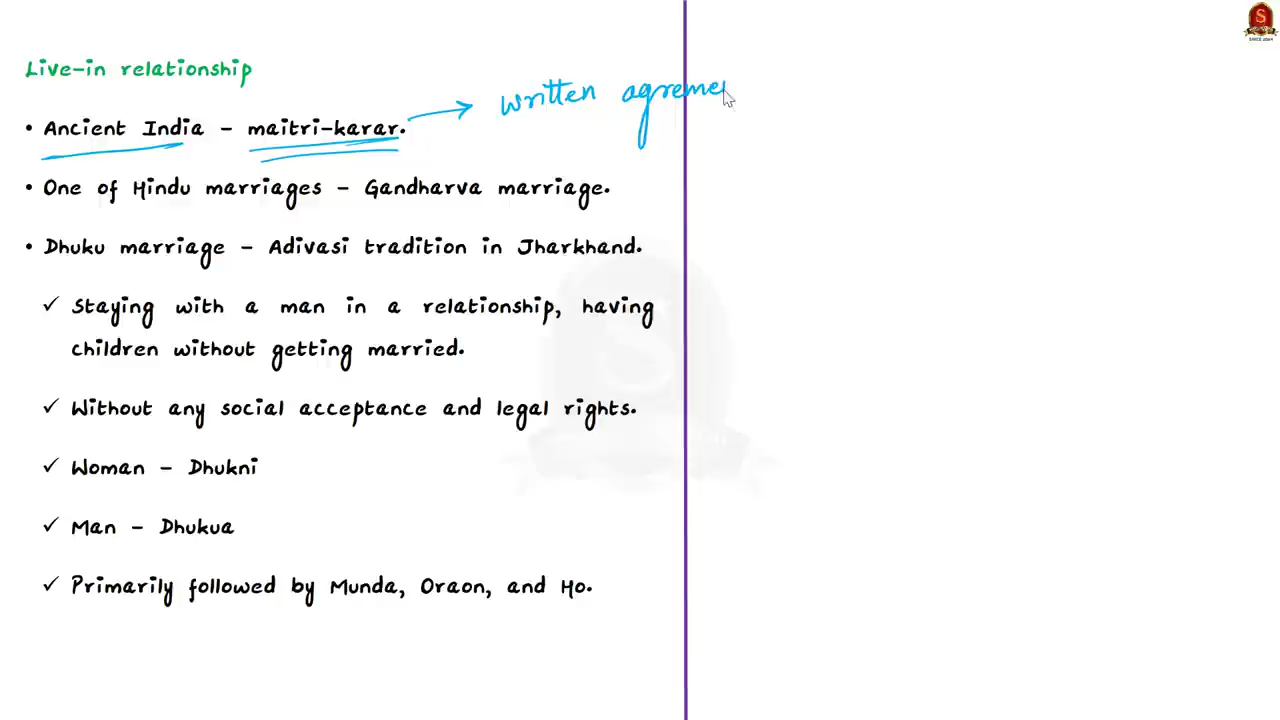 Live-in relationship
written agreme
• Ancient India - maitri-karar.
• One of Hindu marriages - Gandharva marriage.
• Dhuku marriage - Adivasi tradition in Jharkhand.
✓ Staying with a man in a relationship, having
children without getting married.
✓ Without any social acceptance and legal rights.
✓ Woman - Dhukni
✓ Man - Dhukua
✓ Primarily followed by Munda, Oraon, and Ho.